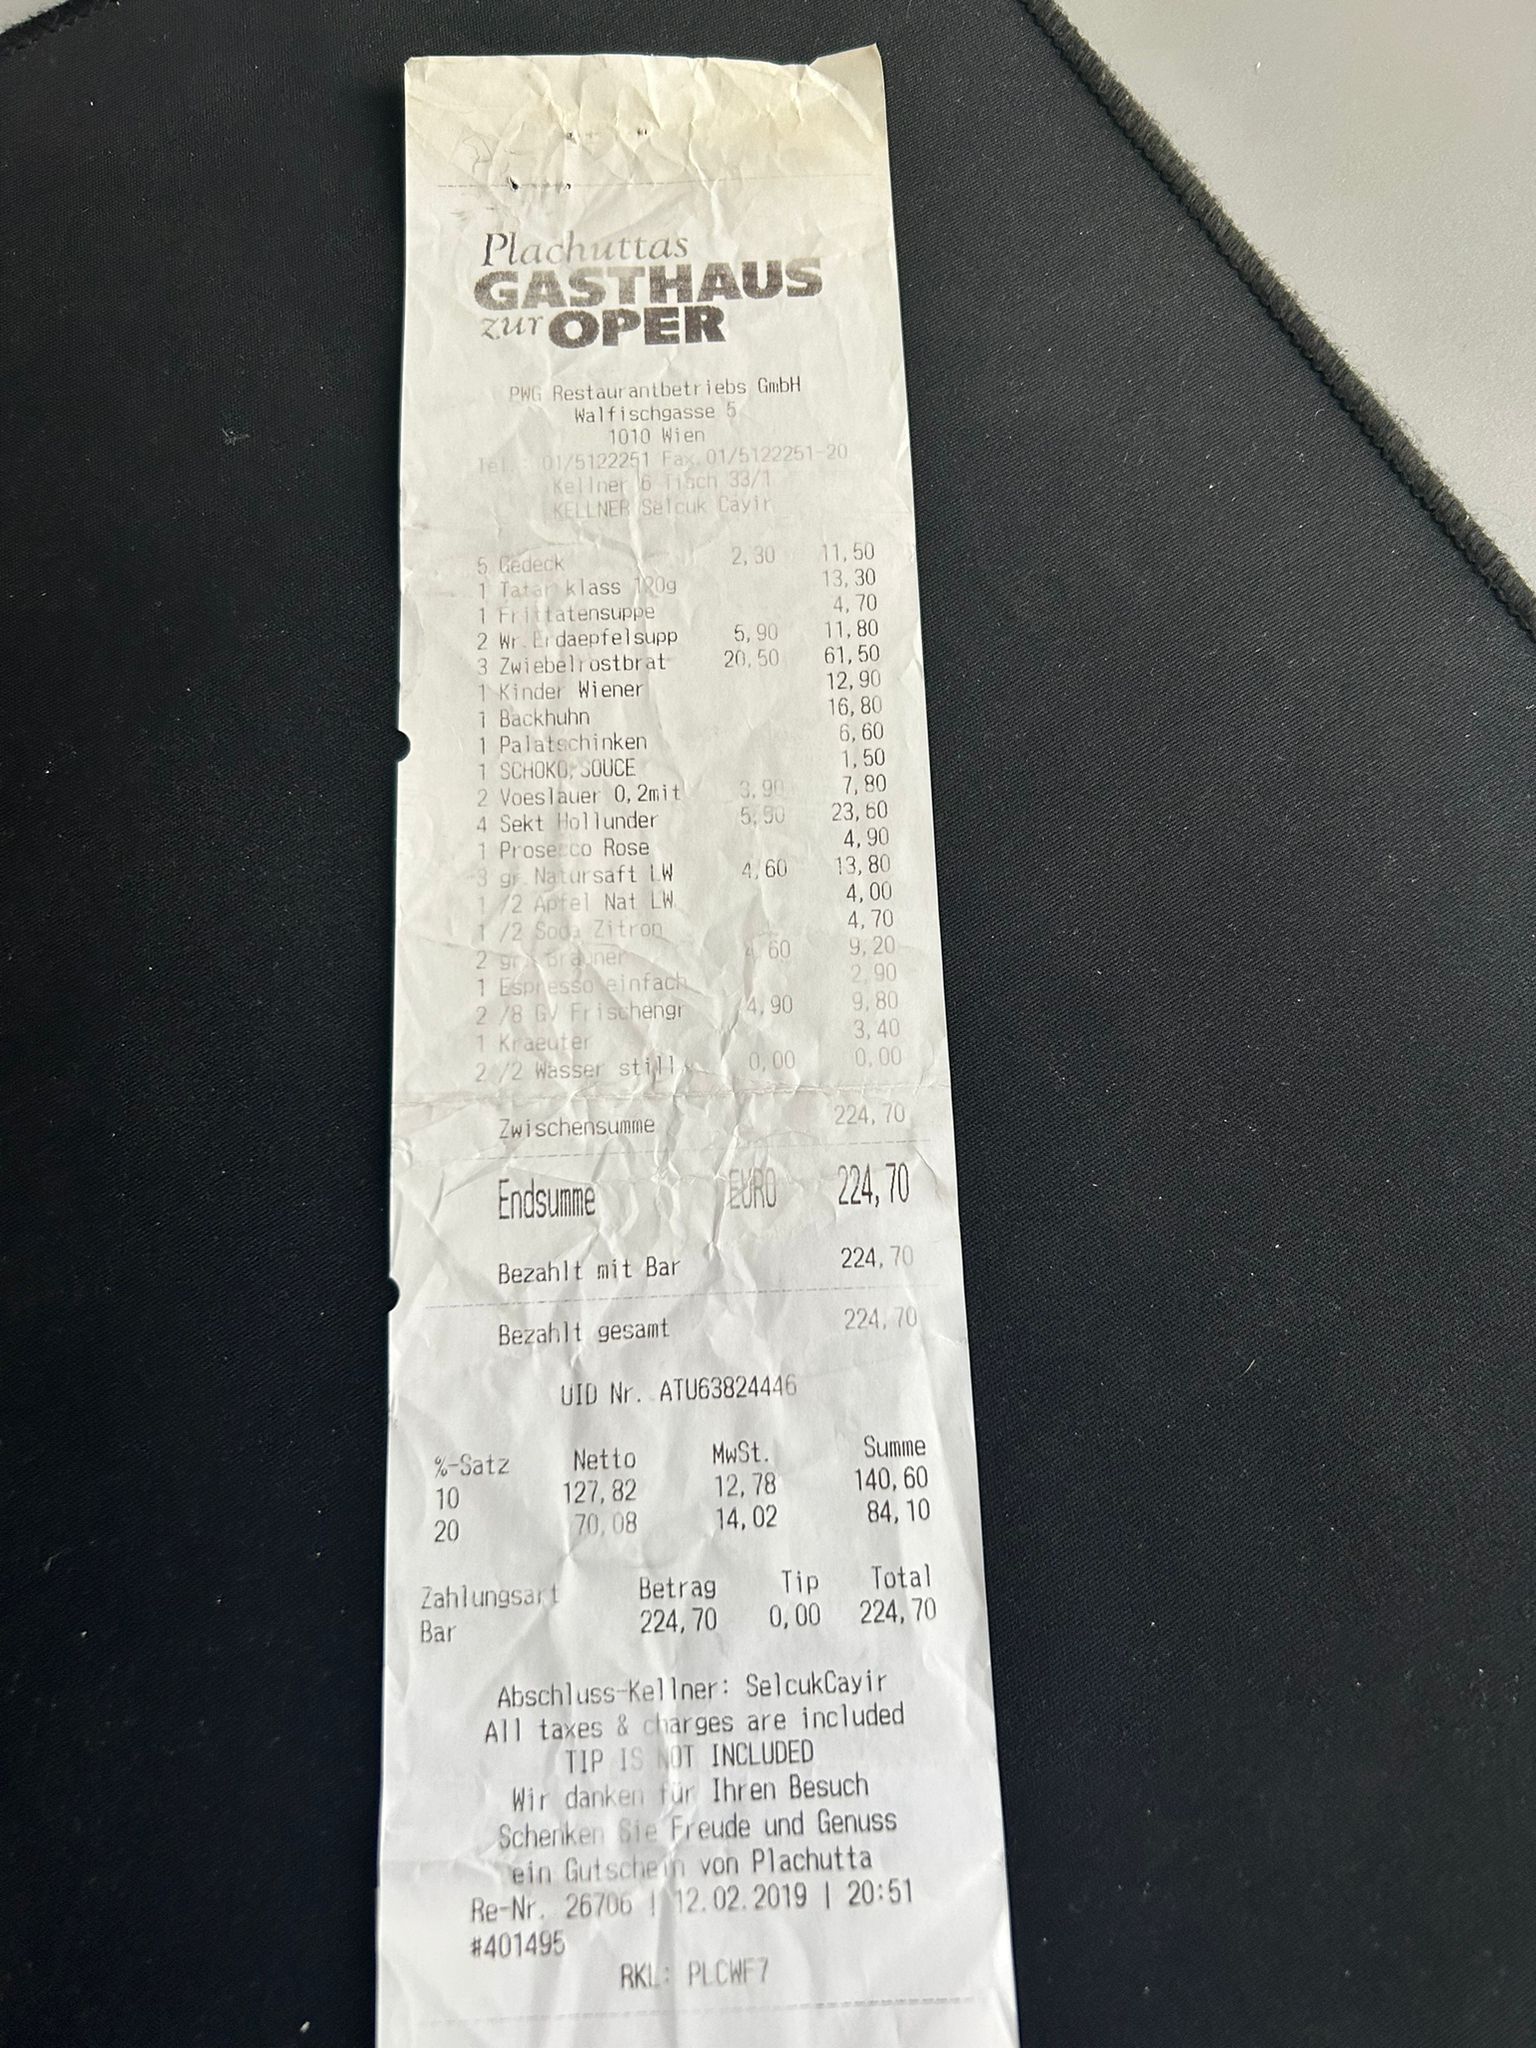 Plachuttas
GASTHAUS
zur OPER
PWG Restaurantbetriebs GmbH
Walfischgasse 5
1010 Wien
Tel.: 01/5122251 Fax.01/5122251-20
Kellner 6 Tisch 33/1
KELLNER Selcuk Cayir
5 Gedeck 2,30 11,50
1 Tatar klass 120g 13,30
1 Frittatensuppe 4,70
2 Wr.Erdaepfelsupp 5,90 11,80
3 Zwiebelrostbrat 20,50 61,50
1 Kinder Wiener 12,90
1 Backhuhn 16,80
1 Palatschinken 6,60
1 SCHOKO,SOUCE 1,50
2 Voeslauer 0,2mit 3,90 7,80
4 Sekt Hollunder 5,90 23,60
1 Prosecco Rose 4,90
3 gr.Natursaft LW 4,60 13,80
1 /2 Apfel Nat LW 4,00
1 /2 Soda Zitron 4,70
2 gr. Brauner 4,60 9,20
1 Espresso einfach 2,90
2 /8 GV Frischengr 4,90 9,80
1 Kraeuter 3,40
2 /2 Wasser still 0,00 0,00
Zwischensumme 224,70
Endsumme EURO 224,70
Bezahlt mit Bar 224,70
Bezahlt gesamt 224,70
UID Nr. ATU63824446
%-Satz Netto MwSt. Summe
10 127,82 12,78 140,60
20 70,08 14,02 84,10
Zahlungsart Betrag Tip Total
Bar 224,70 0,00 224,70
Abschluss-Kellner: SelcukCayir
All taxes & charges are included
TIP IS NOT INCLUDED
Wir danken für Ihren Besuch
Schenken Sie Freude und Genuss
ein Gutschein von Plachutta
Re-Nr. 26706 | 12.02.2019 | 20:51
#401495
RKL: PLCWF7